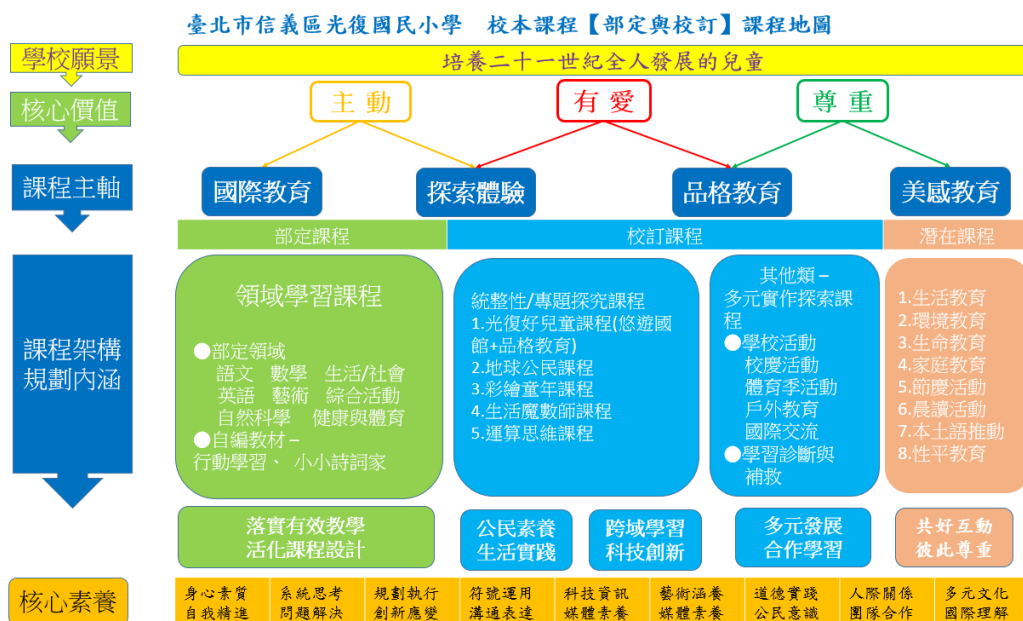 臺北市信義區光復國民小學 校本課程【部定與校訂】課程地圖
學校願景
培養二十一世紀全人發展的兒童
核心價值
主動
有愛
尊重
課程主軸
國際教育
探索體驗
品格教育
美感教育
部定課程
校訂課程
潛在課程
課程架構
規劃內涵
領域學習課程
●部定領域
語文 數學 生活/社會
英語 藝術 綜合活動
自然科學 健康與體育
●自編教材–
行動學習、小小詩詞家
統整性/專題探究課程
1.光復好兒童課程(悠遊國
館+品格教育)
2.地球公民課程
3.彩繪童年課程
4.生活魔數師課程
5.運算思維課程
其他類–
多元實作探索課
程
●學校活動
校慶活動
體育季活動
戶外教育
國際交流
●學習診斷與
補救
1.生活教育
2.環境教育
3.生命教育
4.家庭教育
5.節慶活動
6.晨讀活動
7.本土語推動
8.性平教育
落實有效教學
活化課程設計
公民素養
生活實踐
跨域學習
科技創新
多元發展
合作學習
共好互動
彼此尊重
核心素養
身心素質
自我精進
系統思考
問題解決
規劃執行
創新應變
符號運用
溝通表達
科技資訊
媒體素養
藝術涵養
媒體素養
道德實踐
公民意識
人際關係
團隊合作
多元文化
國際理解